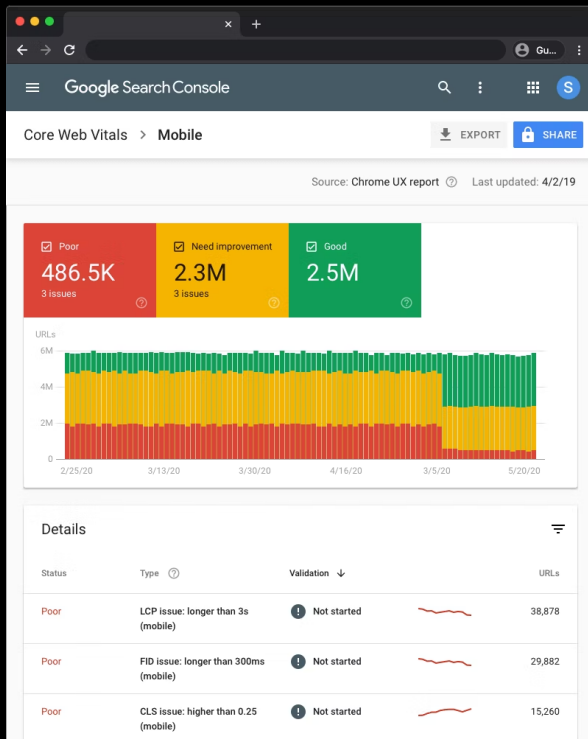 Gu...
Google Search Console
S
Core Web Vitals > Mobile
EXPORT
SHARE
Source: Chrome UX report
Last updated: 4/2/19
Poor
486.5K
3 issues
Need improvement
2.3M
3 issues
Good
2.5M
URLs
6M
4M
2M
0
2/25/20 3/13/20 3/30/20 4/16/20 3/5/20 5/20/20
Details
Status Type Validation URLs
Poor LCP issue: longer than 3s Not started 38,878
(mobile)
Poor FID issue: longer than 300ms Not started 29,882
(mobile)
Poor CLS issue: higher than 0.25 Not started 15,260
(mobile)